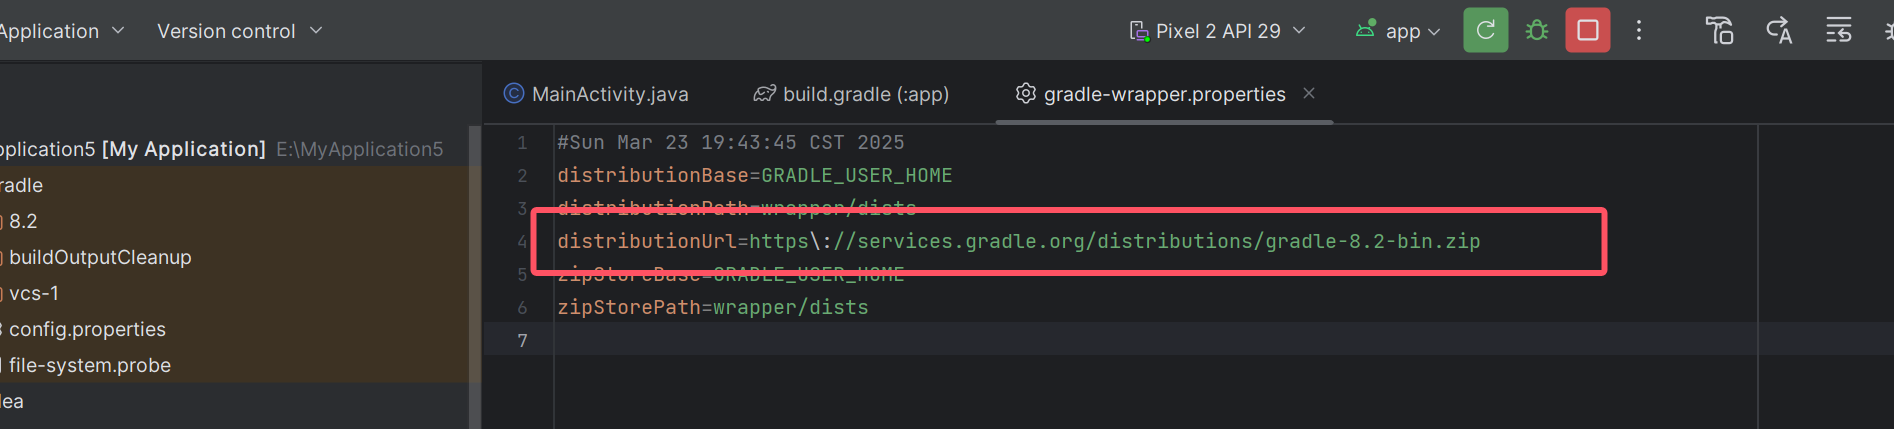 Application
Version control
Pixel 2 API 29
app
MainActivity.java
build.gradle (:app)
gradle-wrapper.properties
pplication5 [My Application] E:\MyApplication5
radle
8.2
buildOutputCleanup
vcs-1
config.properties
file-system.probe
lea
1 #Sun Mar 23 19:43:45 CST 2025
2 distributionBase=GRADLE_USER_HOME
3 distributionPath=wrapper/dists
4 distributionUrl=https\://services.gradle.org/distributions/gradle-8.2-bin.zip
5 zipStoreBase=GRADLE_USER_HOME
6 zipStorePath=wrapper/dists
7